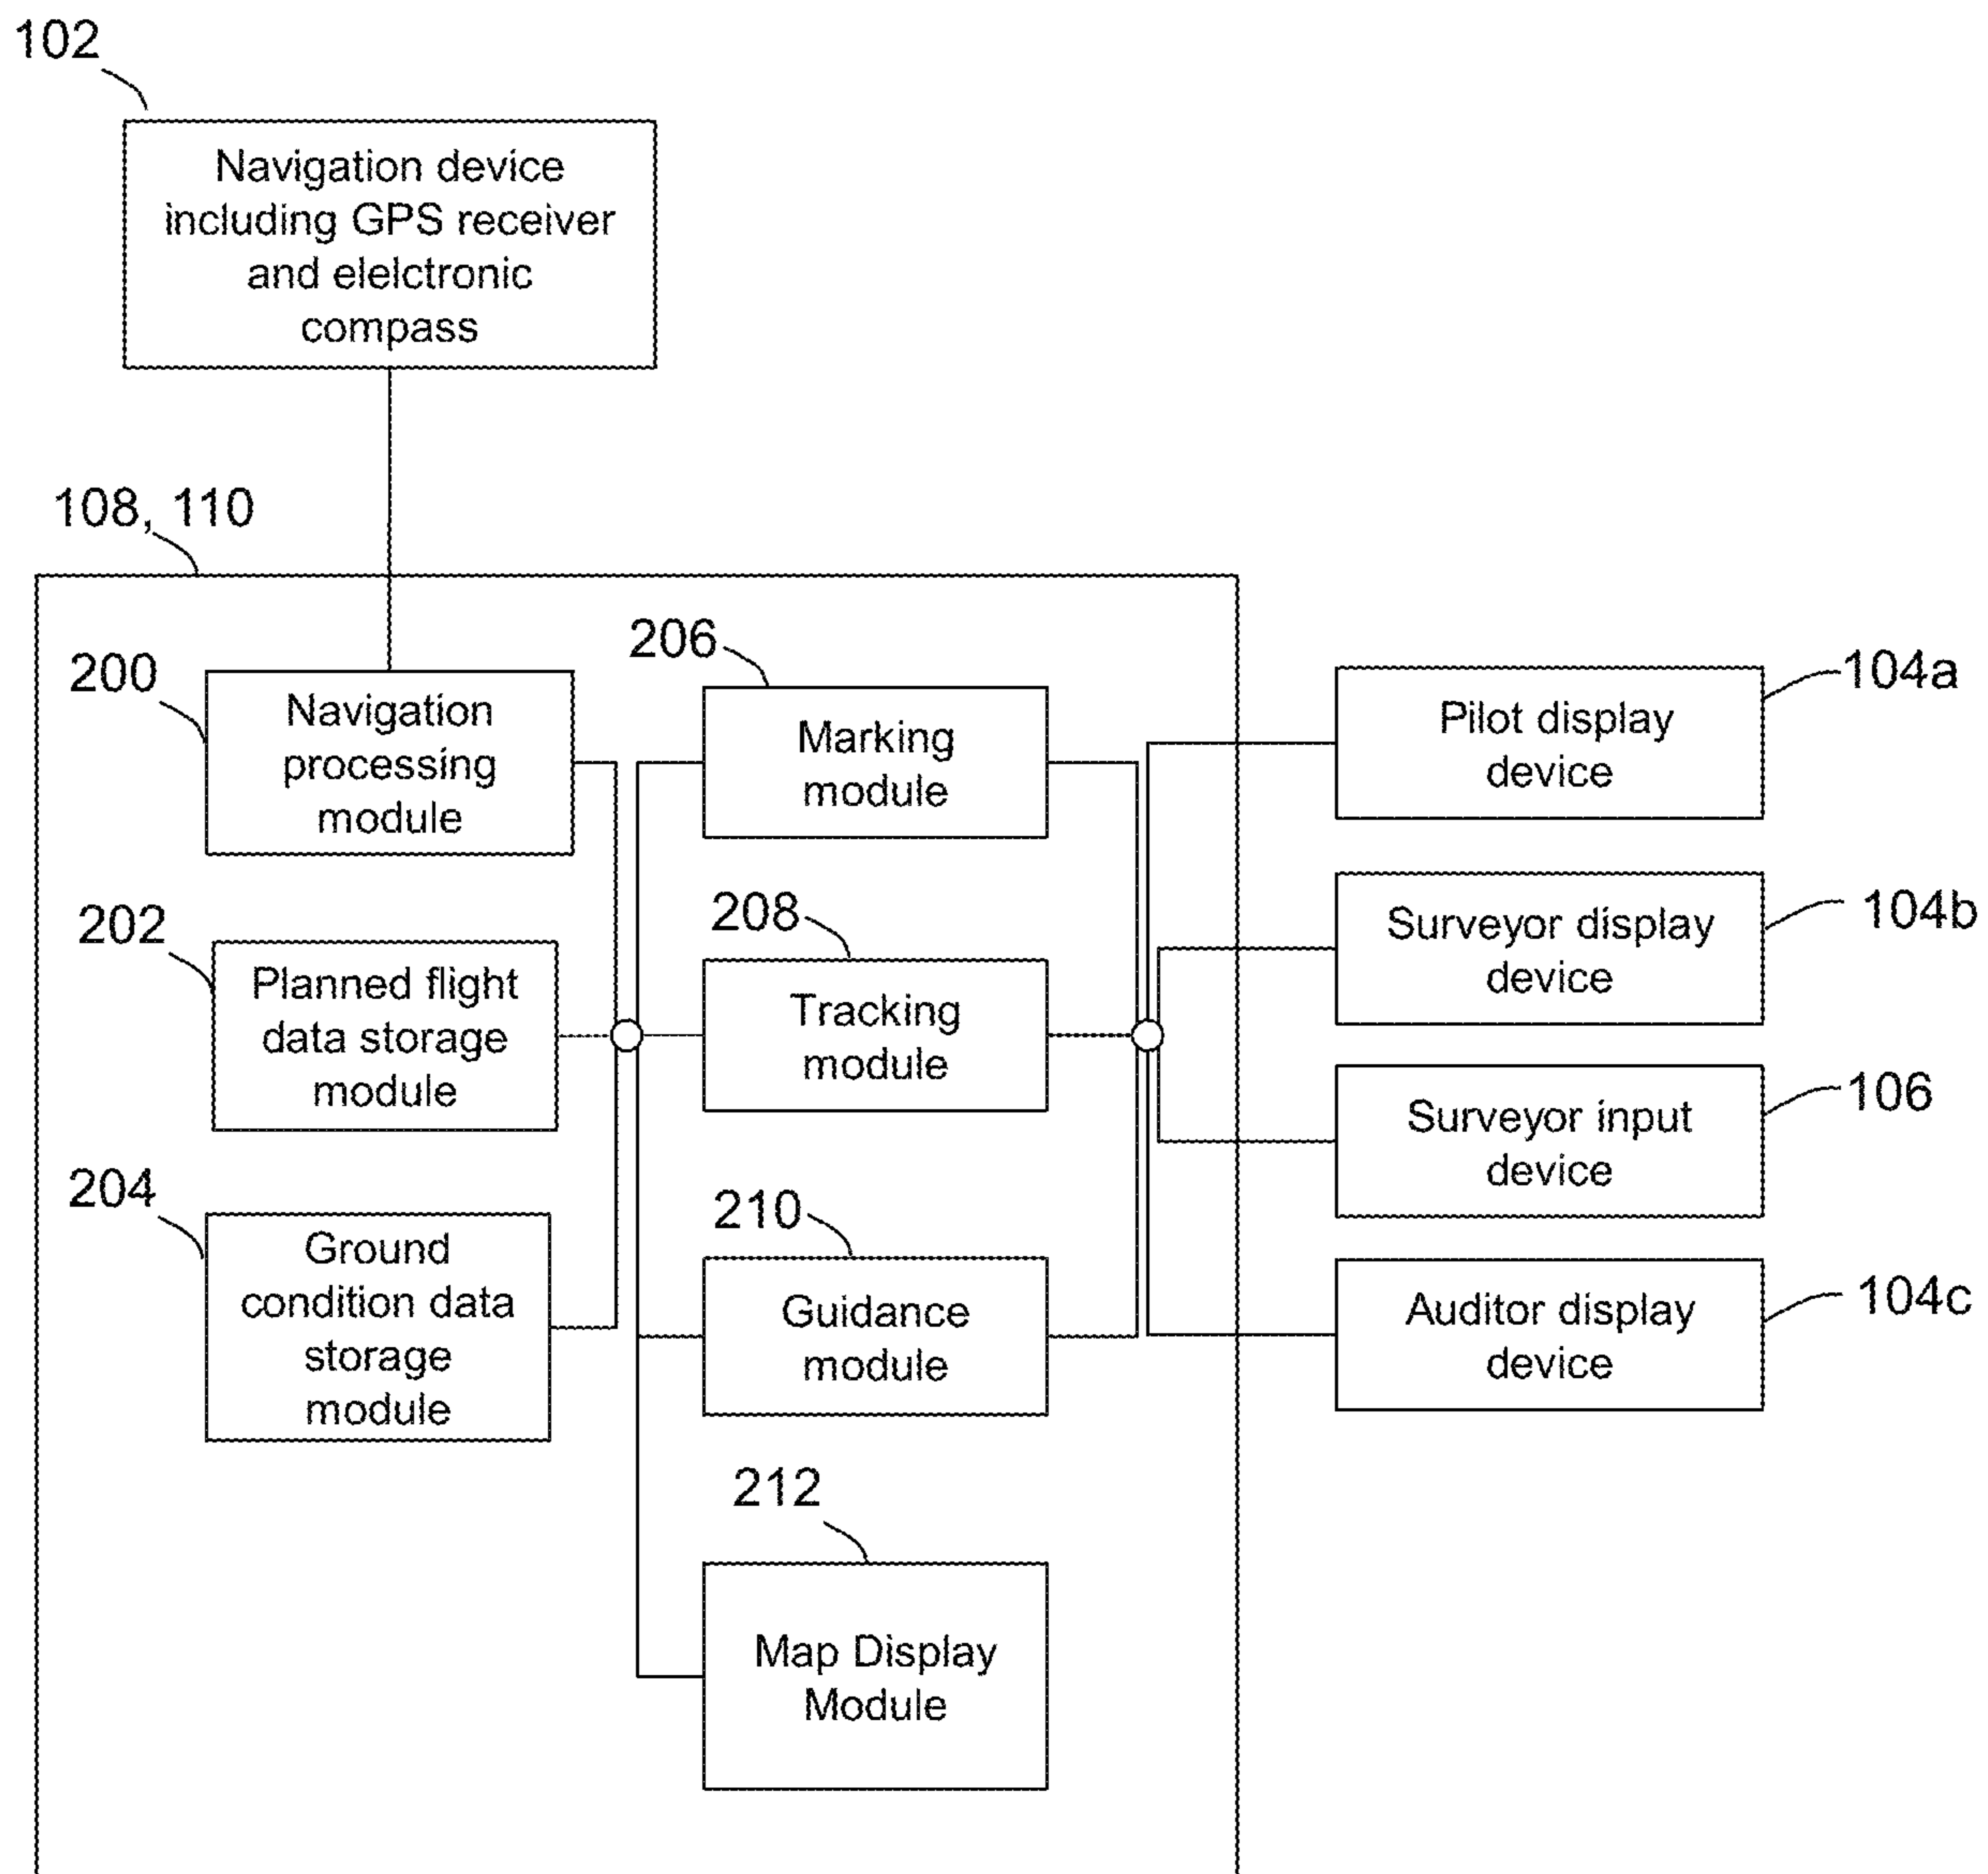 102
Navigation device
including GPS receiver
and elelctronic
compass
108, 110
200
Navigation
processing
module
202
Planned flight
data storage
module
204
Ground
condition data
storage
module
206
Marking
module
208
Tracking
module
210
Guidance
module
212
Map Display
Module
104a
Pilot display
device
104b
Surveyor display
device
106
Surveyor input
device
104c
Auditor display
device